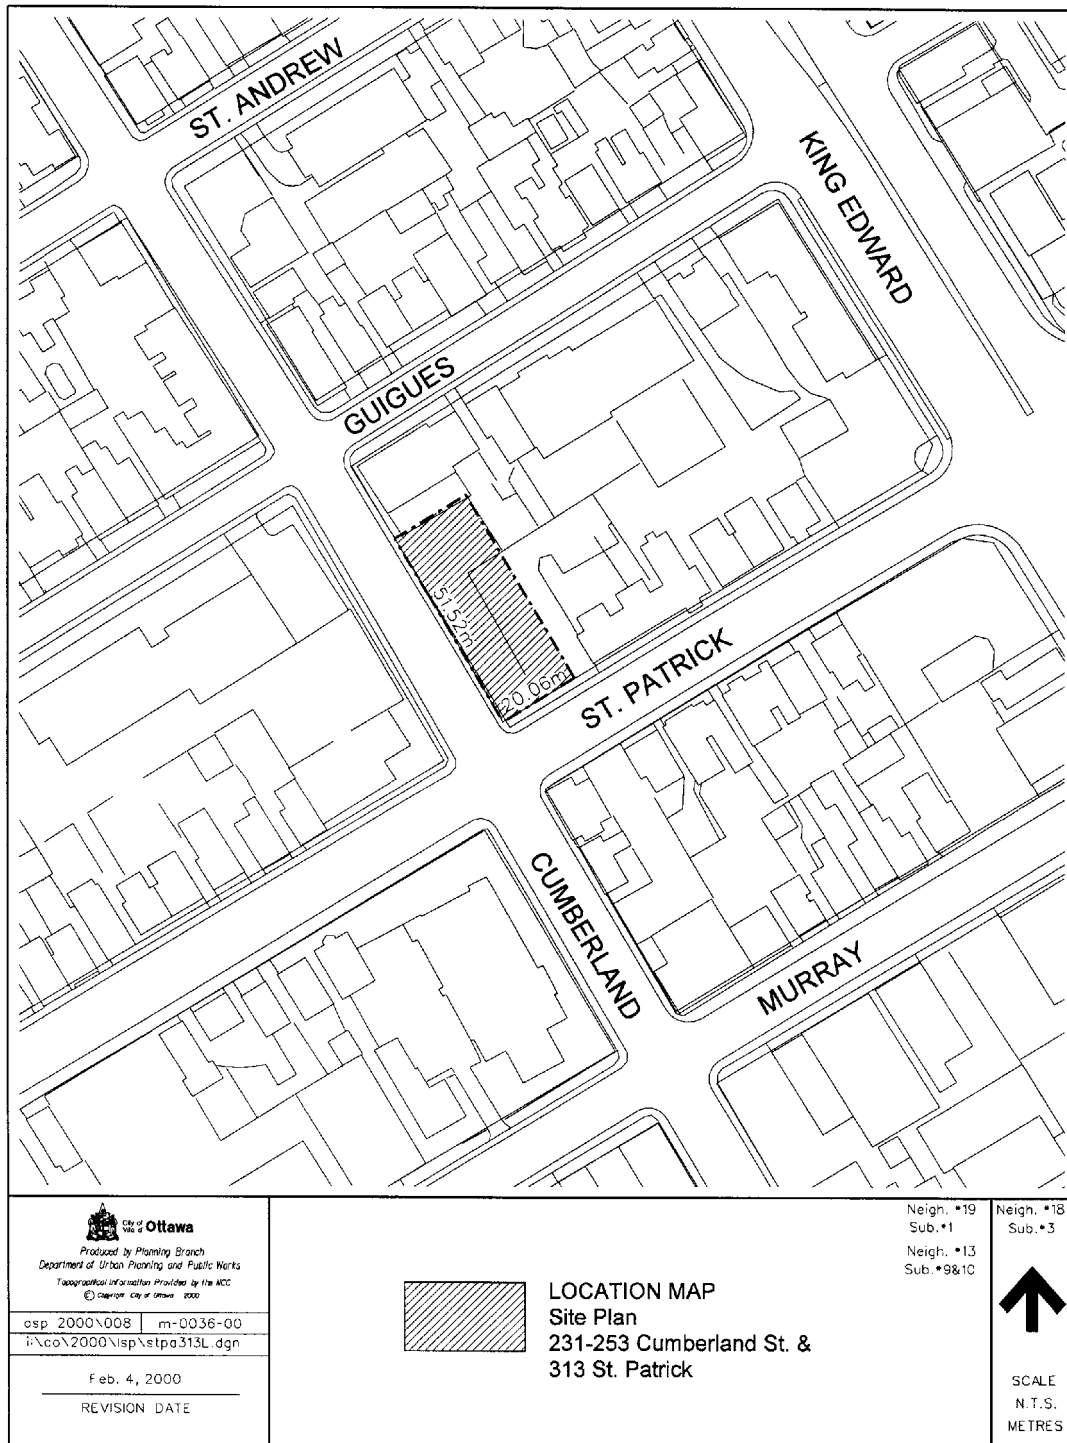 ST. ANDREW
KING EDWARD
GUIGUES
51.52m
20.06m
ST. PATRICK
CUMBERLAND
MURRAY
City of
Ville d'
Ottawa
Produced by Planning Branch
Department of Urban Planning and Public Works
Topographical Information Provided by the NCC
© Copyright City of Ottawa 2000
osp 2000\008
m-0036-00
i:\co\2000\lsp\stpa313L.dgn
Feb. 4, 2000
REVISION DATE
LOCATION MAP
Site Plan
231-253 Cumberland St. &
313 St. Patrick
Neigh. #19
Sub.#1
Neigh. #13
Sub.#9&10
Neigh. #18
Sub.#3
SCALE
N.T.S.
METRES